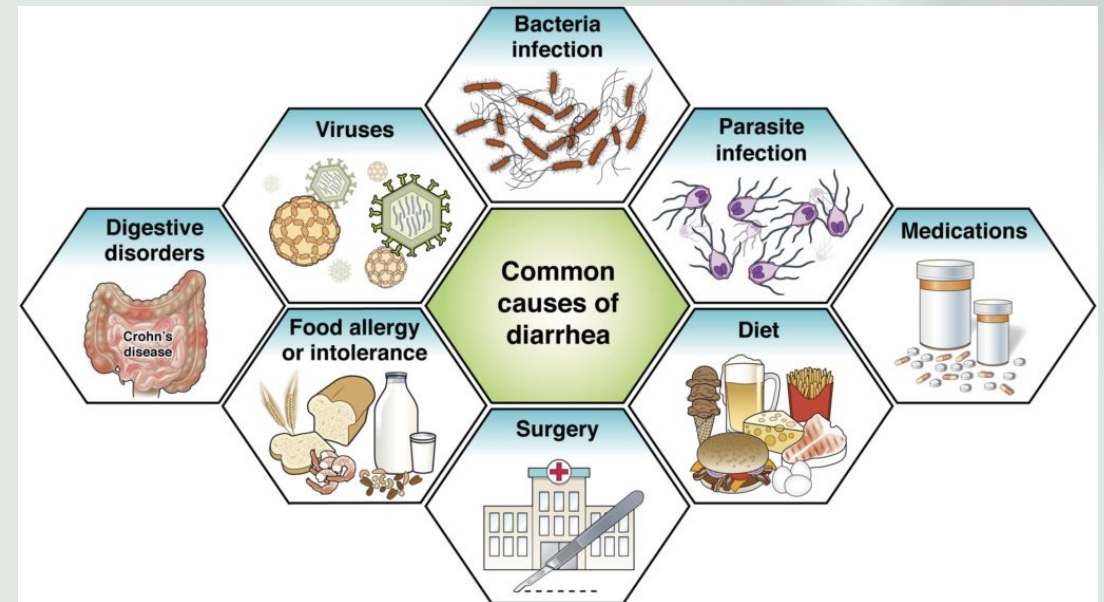 Bacteria
infection
Viruses
Parasite
infection
Digestive
disorders
Crohn's
disease
Common
causes of
diarrhea
Medications
Food allergy
or intolerance
Diet
Surgery